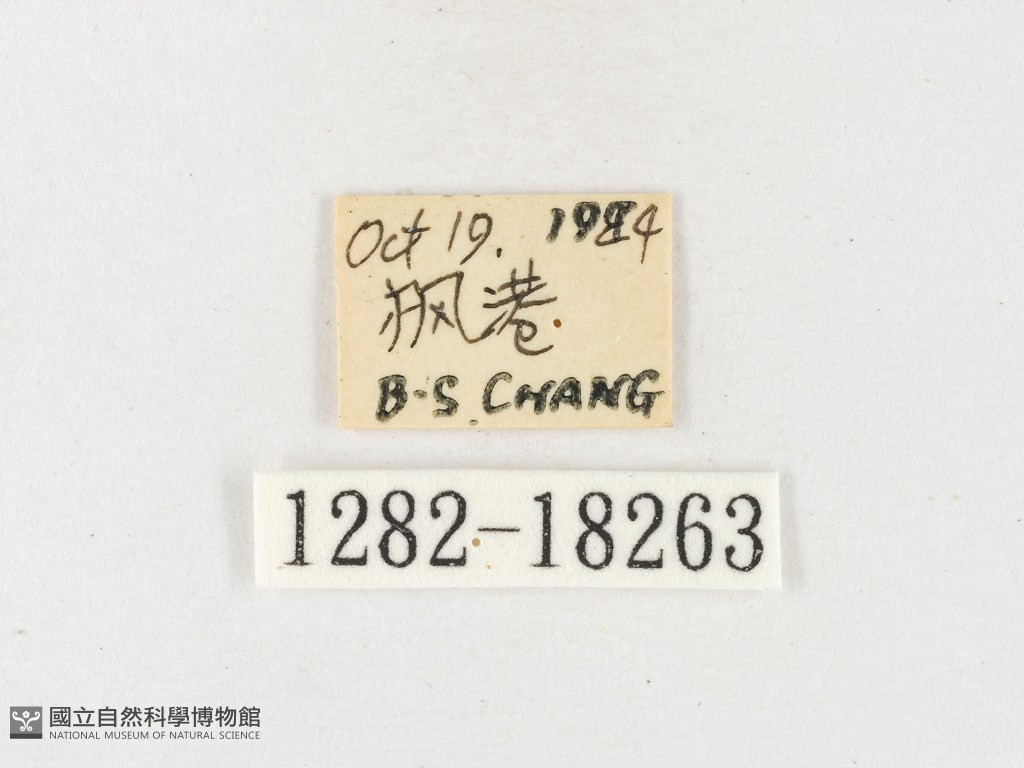 Oct 19. 1984
枫港
B-S. CHANG
1282-18263
國立自然科學博物館
NATIONAL MUSEUM OF NATURAL SCIENCE